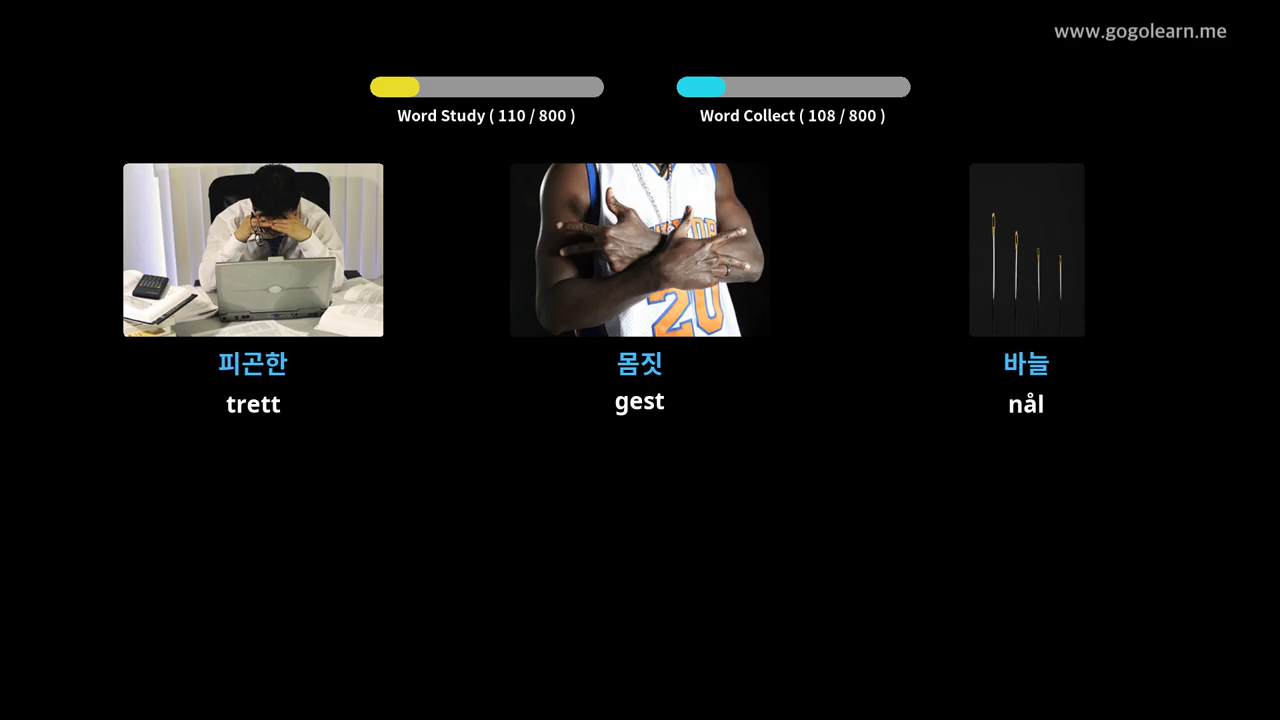 www.gogolearn.me
Word Study ( 110 / 800 )
Word Collect ( 108 / 800 )
20
피곤한
몸짓
바늘
trett
gest
nål